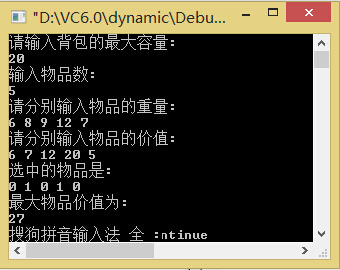 "D:\VC6.0\dynamic\Debu...
请输入背包的最大容量:
20
输入物品数:
5
请分别输入物品的重量:
6 8 9 12 7
请分别输入物品的价值:
6 7 12 20 5
选中的物品是:
0 1 0 1 0
最大物品价值为:
27
搜狗拼音输入法 全 :ntinue